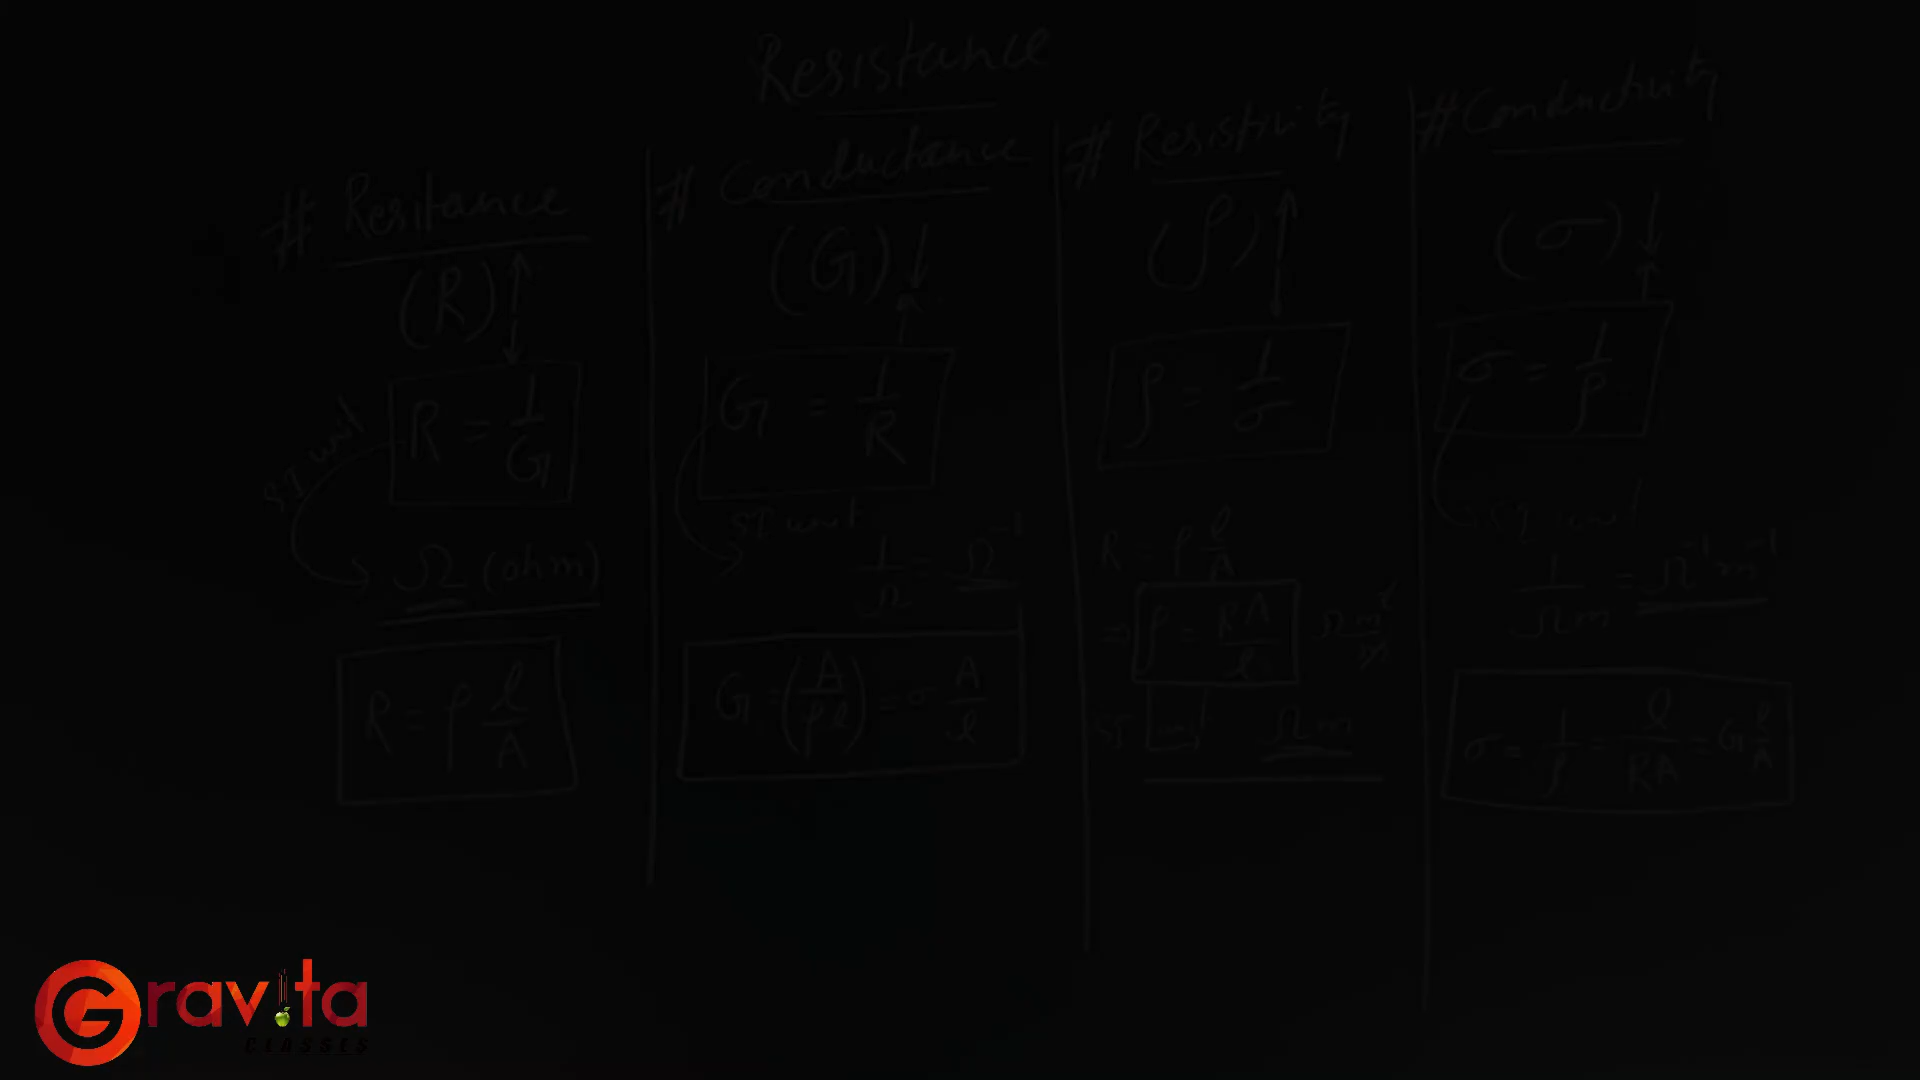 Resistance
# Resitance
(R)
R = 1/G
SI unit
Ω (ohm)
R = ρ l/A
# Conductance
(G)
G = 1/R
SI unit
1/Ω = Ω⁻¹
G = (A/ρl) = σ A/l
# Resistivity
(ρ)
ρ = 1/σ
R = ρ l/A
⇒ ρ = RA/l Ω m²/m
SI unit Ωm
# Conductivity
(σ)
σ = 1/ρ
SI unit
1/Ωm = Ω⁻¹m⁻¹
σ = 1/ρ = l/RA = G l/A
Gravita
CLASSES